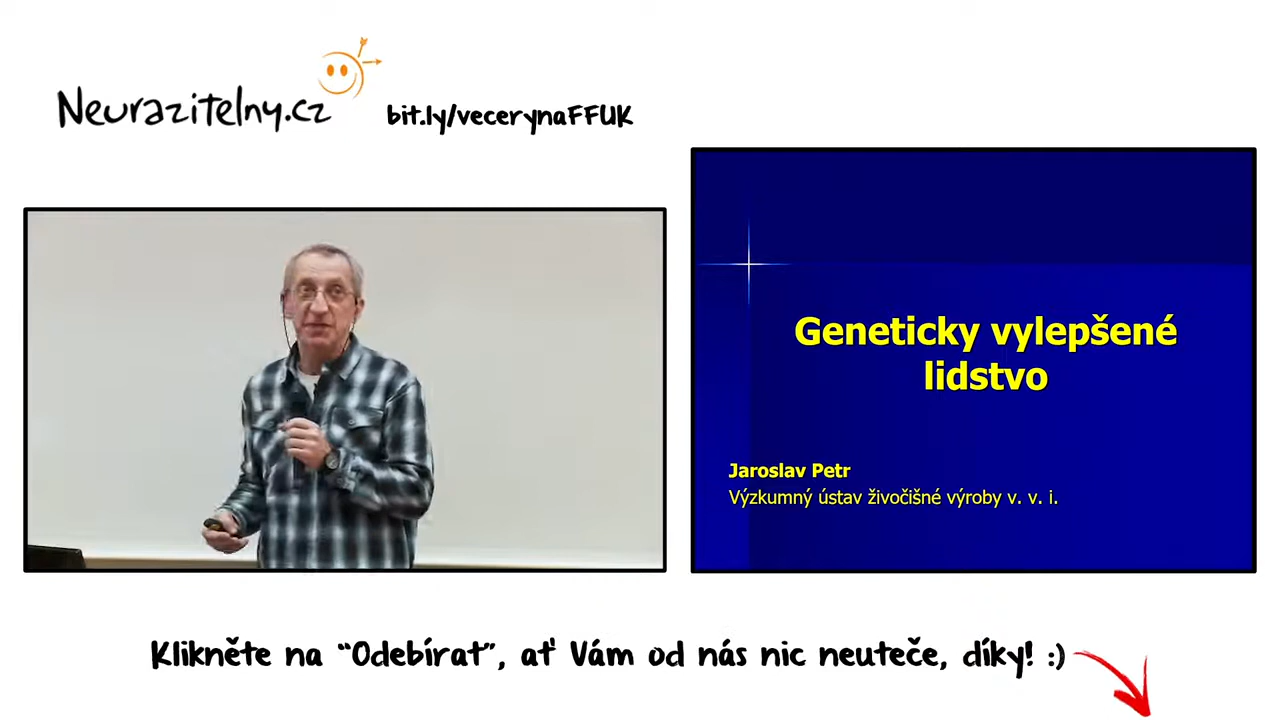 Neurazitelny.cz
bit.ly/vecerynaFFUK
Geneticky vylepšené
lidstvo
Jaroslav Petr
Výzkumný ústav živočišné výroby v. v. i.
Klikněte na “Odebírat”, ať Vám od nás nic neuteče, díky! :)